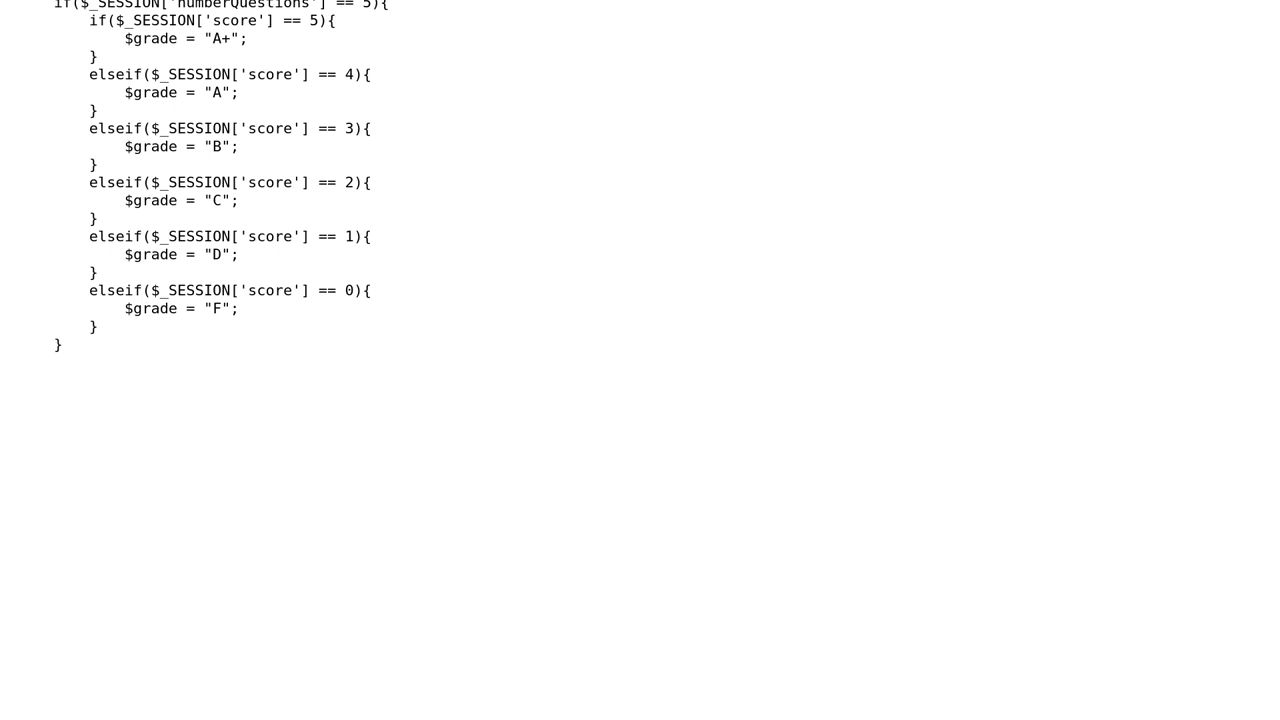 if($_SESSION['numberQuestions'] == 5){
    if($_SESSION['score'] == 5){
        $grade = "A+";
    }
    elseif($_SESSION['score'] == 4){
        $grade = "A";
    }
    elseif($_SESSION['score'] == 3){
        $grade = "B";
    }
    elseif($_SESSION['score'] == 2){
        $grade = "C";
    }
    elseif($_SESSION['score'] == 1){
        $grade = "D";
    }
    elseif($_SESSION['score'] == 0){
        $grade = "F";
    }
}